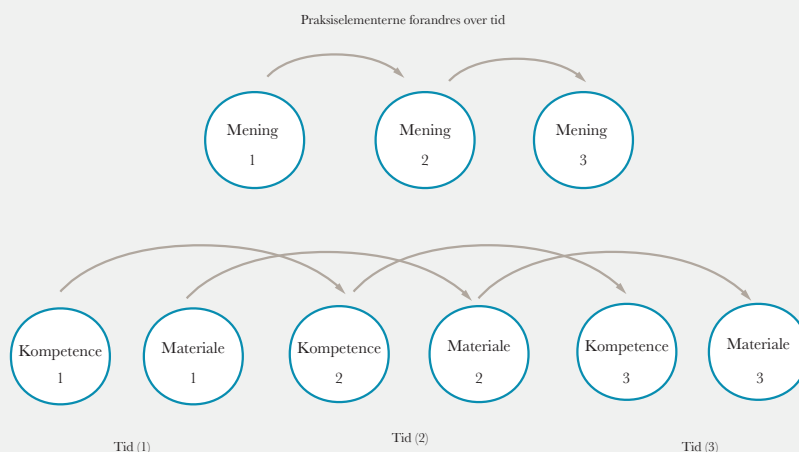 Praksiselementerne forandres over tid
Mening
1
Mening
2
Mening
3
Kompetence
1
Materiale
1
Kompetence
2
Materiale
2
Kompetence
3
Materiale
3
Tid (1)
Tid (2)
Tid (3)